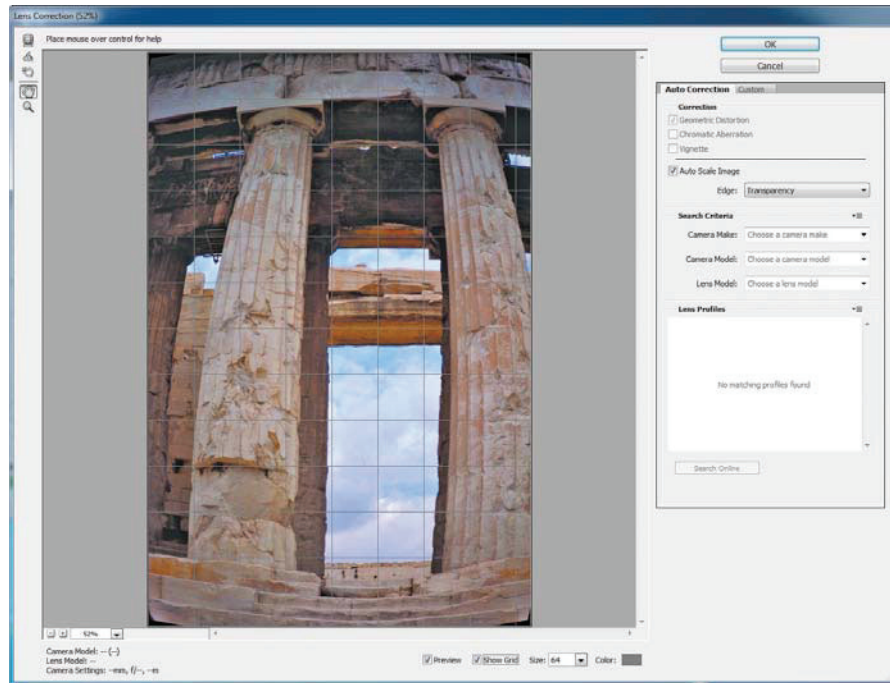 Lens Correction (52%)
Place mouse over control for help
OK
Cancel
Auto Correction Custom
Correction
Geometric Distortion
Chromatic Aberration
Vignette
Auto Scale Image
Edge: Transparency
Search Criteria
Camera Make: Choose a camera make
Camera Model: Choose a camera model
Lens Model: Choose a lens model
Lens Profiles
No matching profiles found
Search Online
52%
Camera Model: -- (--)
Lens Model: --
Camera Settings: --mm, f/--, --m
Preview Show Grid Size: 64 Color: